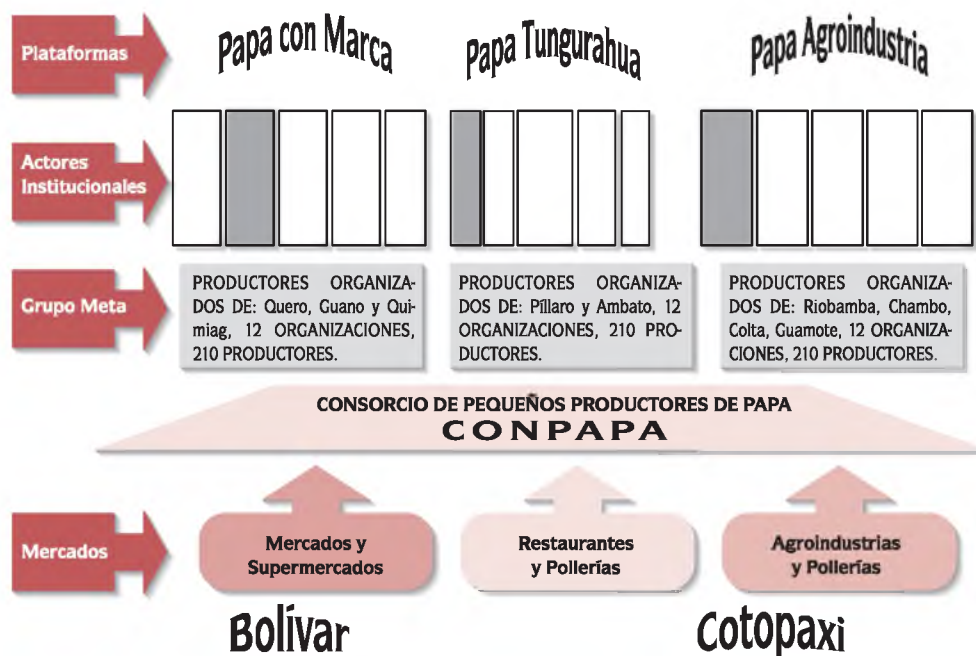 Plataformas
Papa con Marca
Papa Tungurahua
Papa Agroindustria
Actores
Institucionales
Grupo Meta
PRODUCTORES ORGANIZA-
DOS DE: Quero, Guano y Qui-
miag, 12 ORGANIZACIONES,
210 PRODUCTORES.
PRODUCTORES ORGANIZA-
DOS DE: Píllaro y Ambato, 12
ORGANIZACIONES, 210 PRO-
DUCTORES.
PRODUCTORES ORGANIZA-
DOS DE: Riobamba, Chambo,
Colta, Guamote, 12 ORGANIZA-
CIONES, 210 PRODUCTORES.
CONSORCIO DE PEQUEÑOS PRODUCTORES DE PAPA
CONPAPA
Mercados
Mercados y
Supermercados
Restaurantes
y Pollerías
Agroindustrias
y Pollerías
Bolívar
Cotopaxi